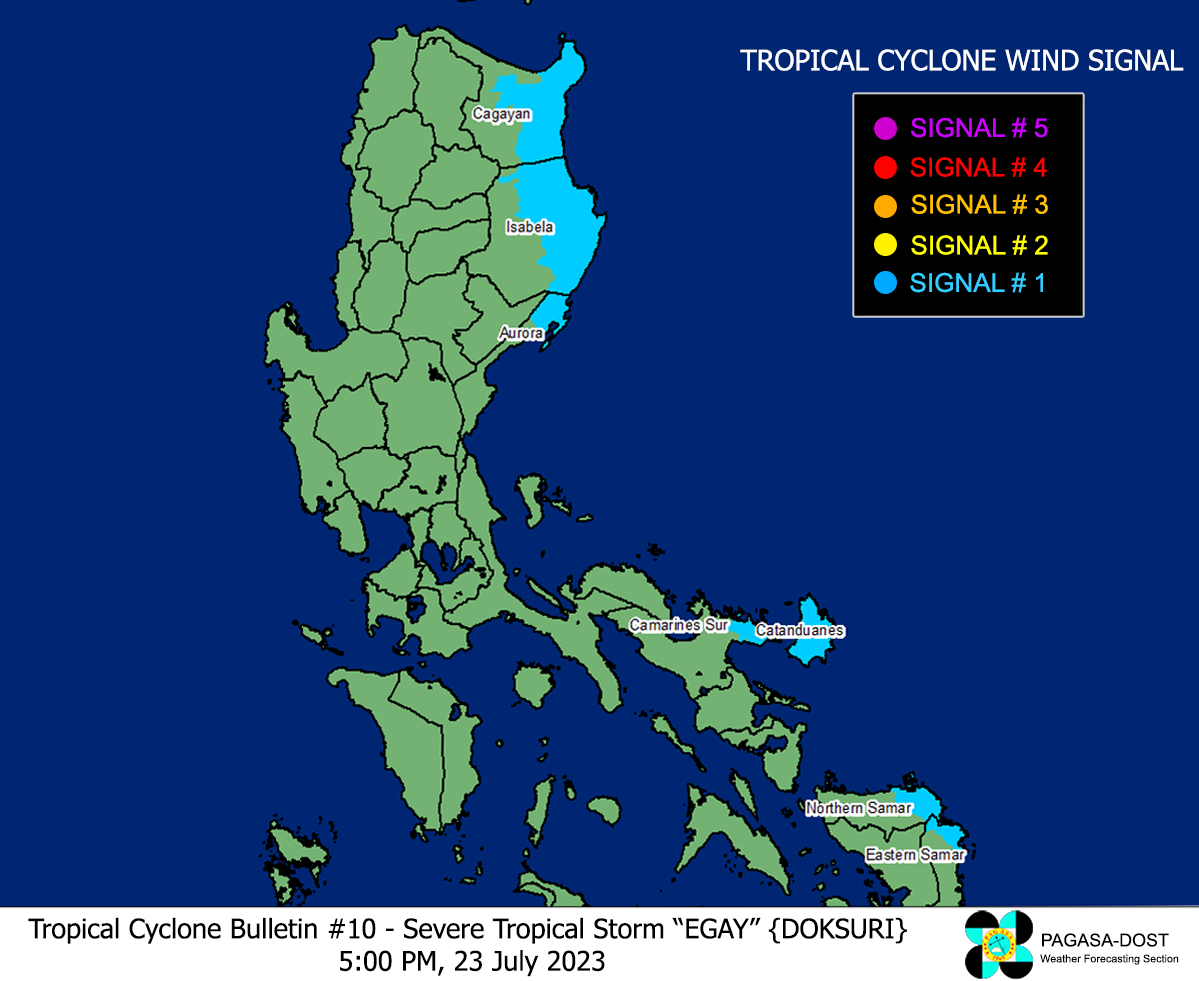 TROPICAL CYCLONE WIND SIGNAL
SIGNAL # 5
SIGNAL # 4
SIGNAL # 3
SIGNAL # 2
SIGNAL # 1
Cagayan
Isabela
Aurora
Camarines Sur
Catanduanes
Northern Samar
Eastern Samar
Tropical Cyclone Bulletin #10 - Severe Tropical Storm “EGAY” {DOKSURI}
5:00 PM, 23 July 2023
PAGASA-DOST
Weather Forecasting Section